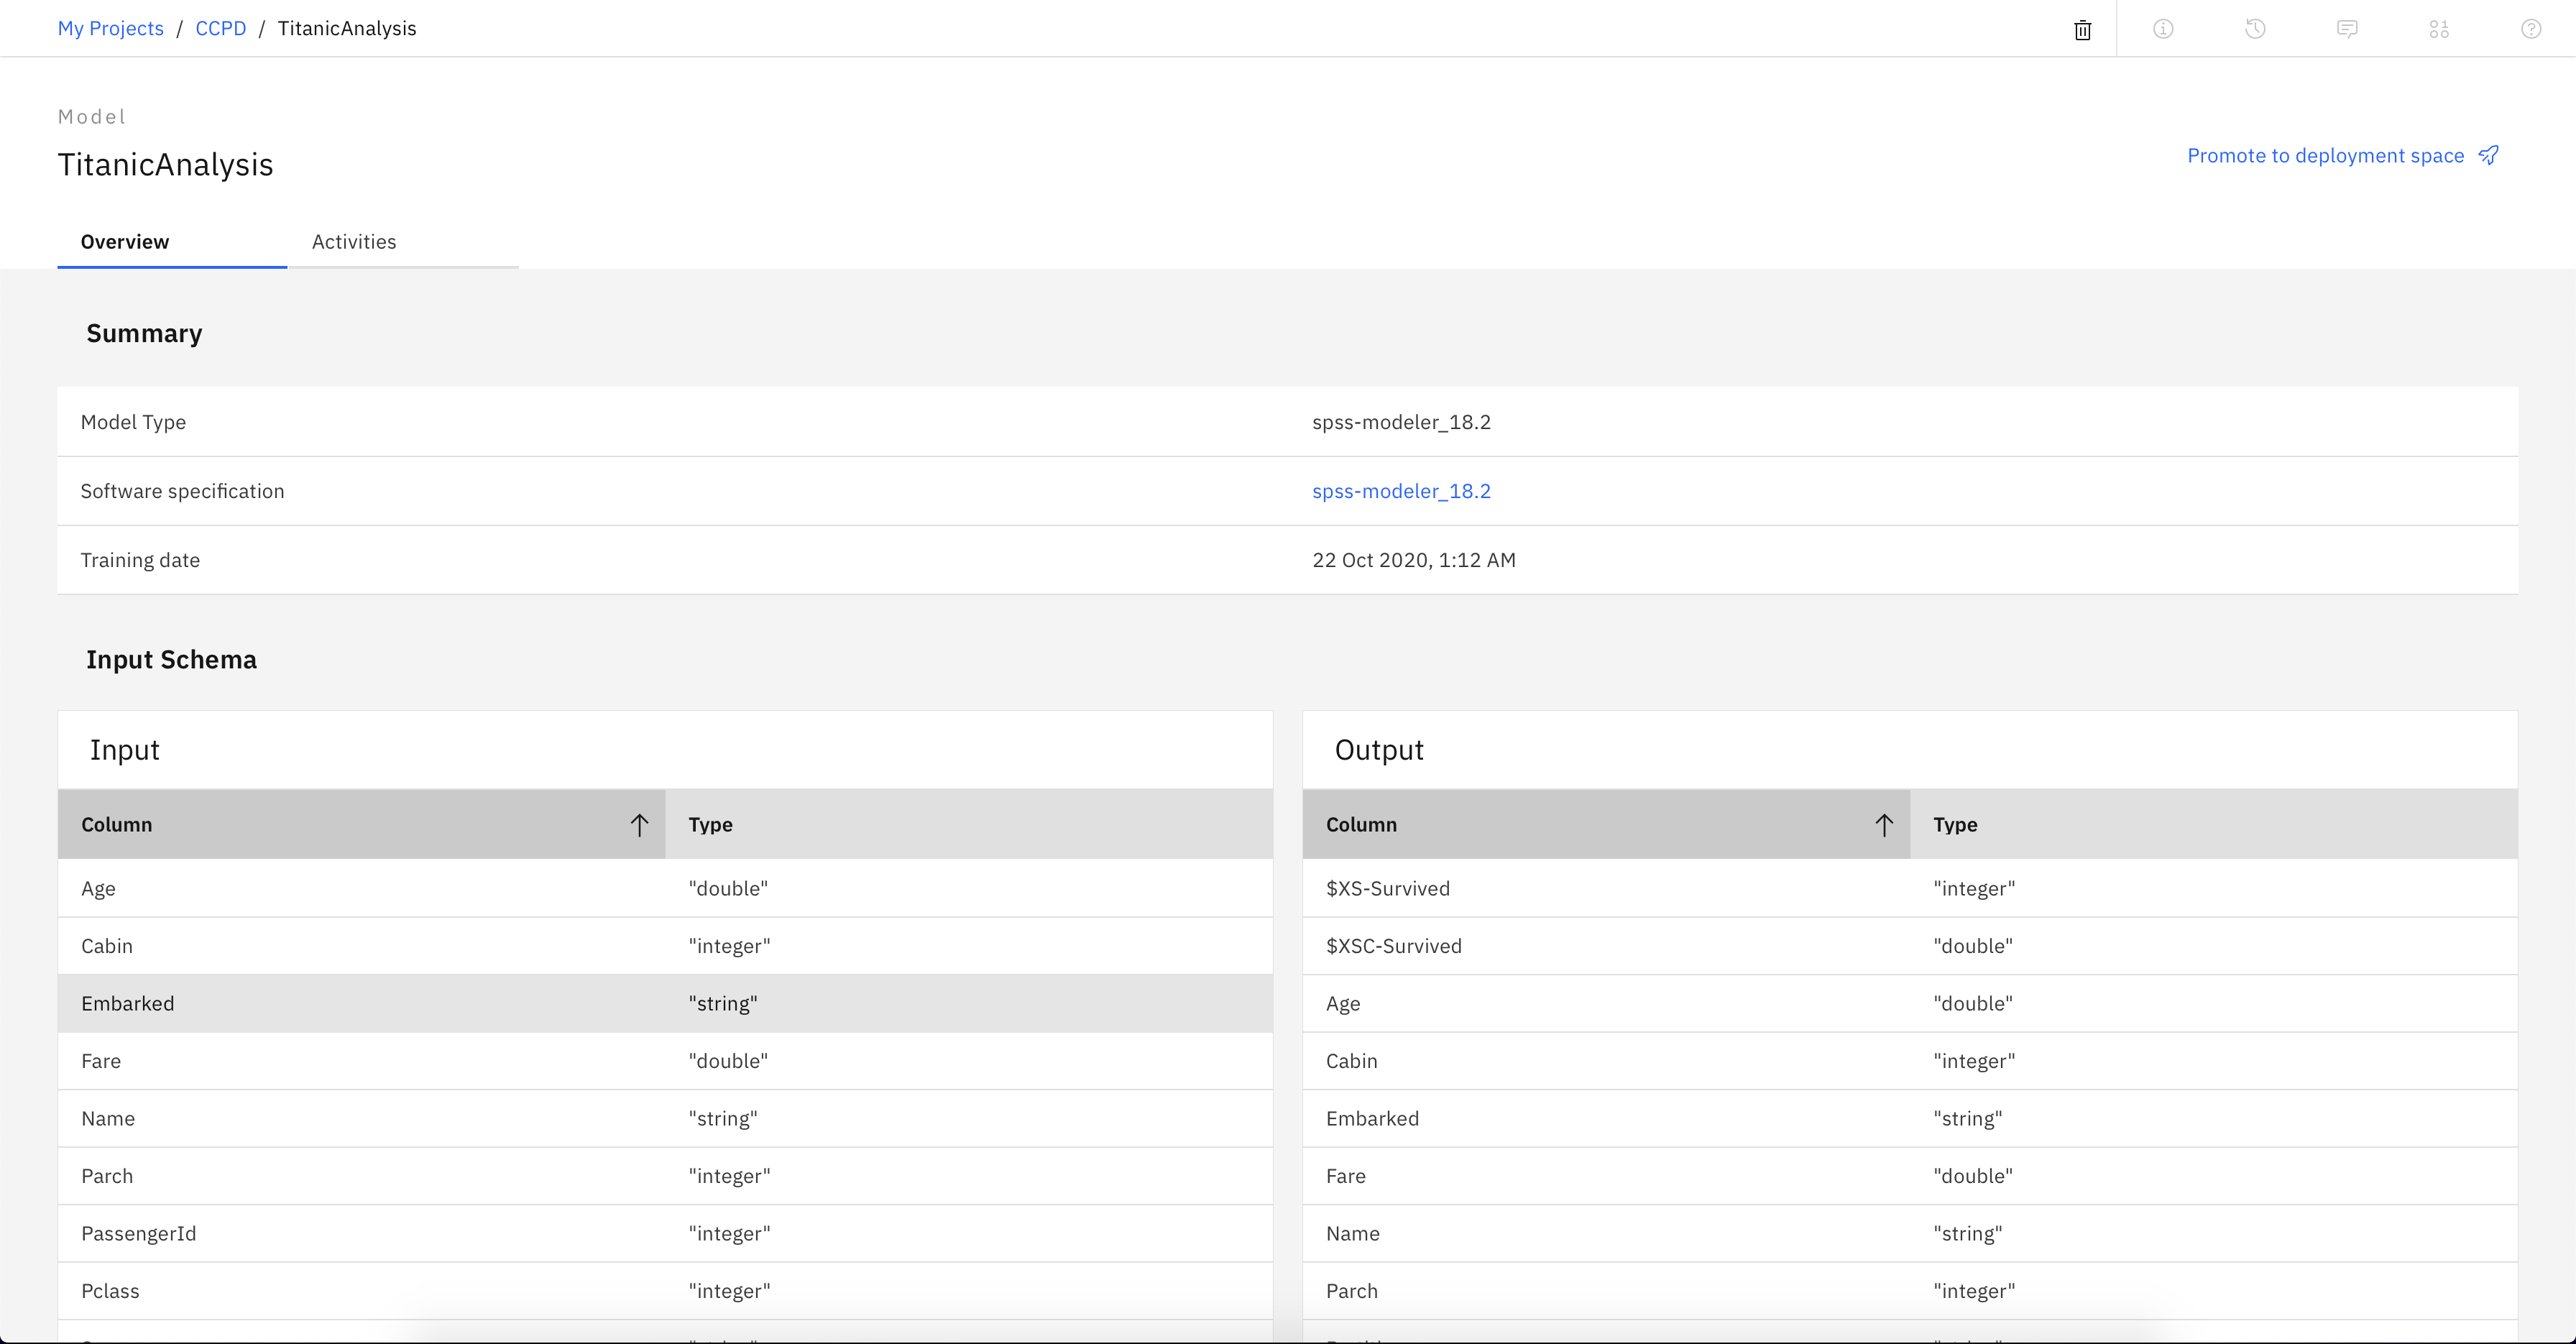 My Projects / CCPD / TitanicAnalysis
Model
TitanicAnalysis
Promote to deployment space
Overview
Activities
Summary
Model Type spss-modeler_18.2
Software specification spss-modeler_18.2
Training date 22 Oct 2020, 1:12 AM
Input Schema
Input
Column Type
Age "double"
Cabin "integer"
Embarked "string"
Fare "double"
Name "string"
Parch "integer"
PassengerId "integer"
Pclass "integer"
Output
Column Type
$XS-Survived "integer"
$XSC-Survived "double"
Age "double"
Cabin "integer"
Embarked "string"
Fare "double"
Name "string"
Parch "integer"